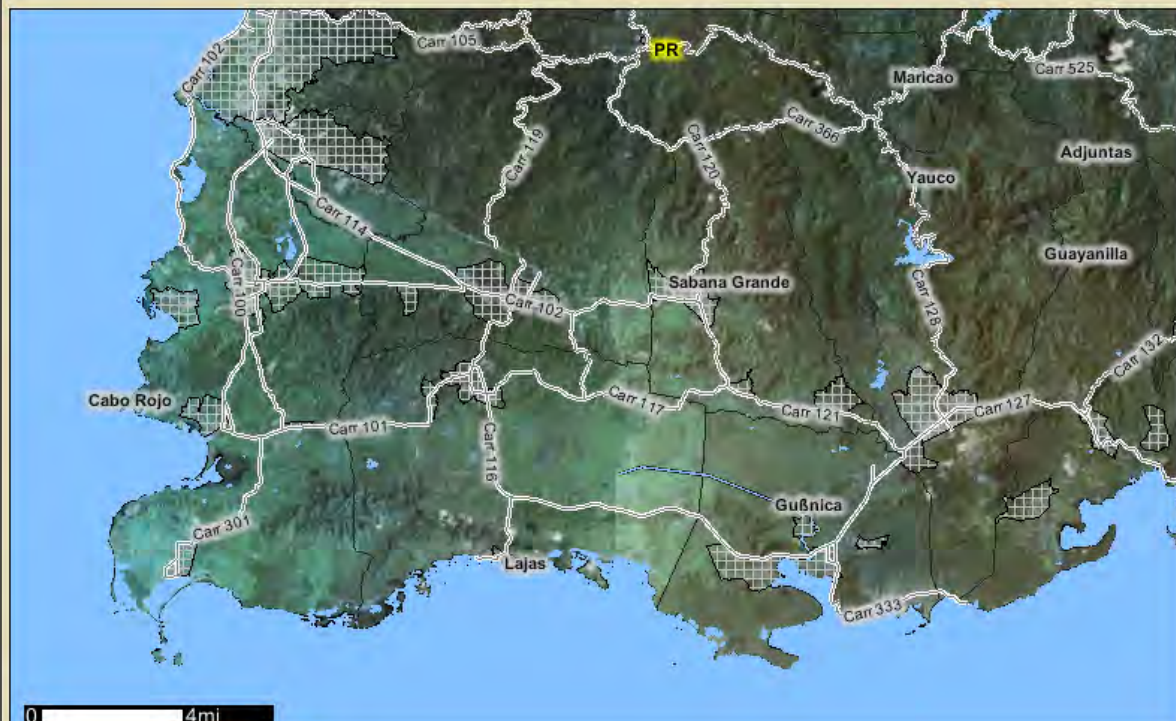 Carr 102
Carr 105
PR
Maricao
Carr 525
Carr 119
Carr 120
Carr 366
Adjuntas
Yauco
Carr 114
Carr 100
Carr 102
Sabana Grande
Guayanilla
Carr 128
Carr 132
Cabo Rojo
Carr 101
Carr 117
Carr 121
Carr 127
Carr 116
Gußnica
Carr 301
Lajas
Carr 333
0 4mi